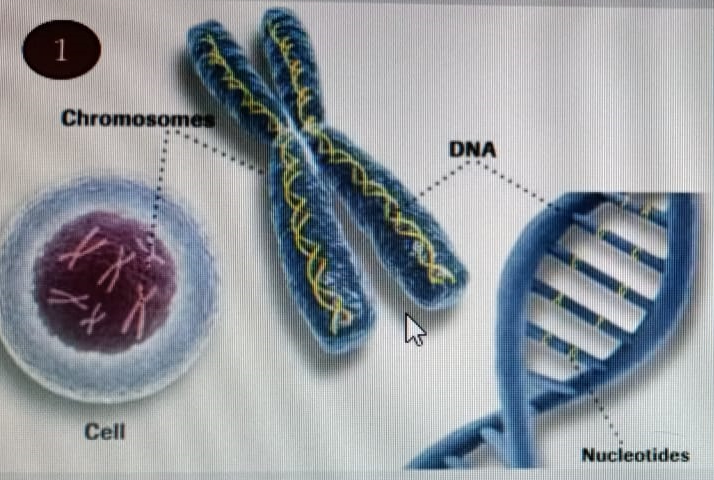 1
Chromosomes
DNA
Cell
Nucleotides